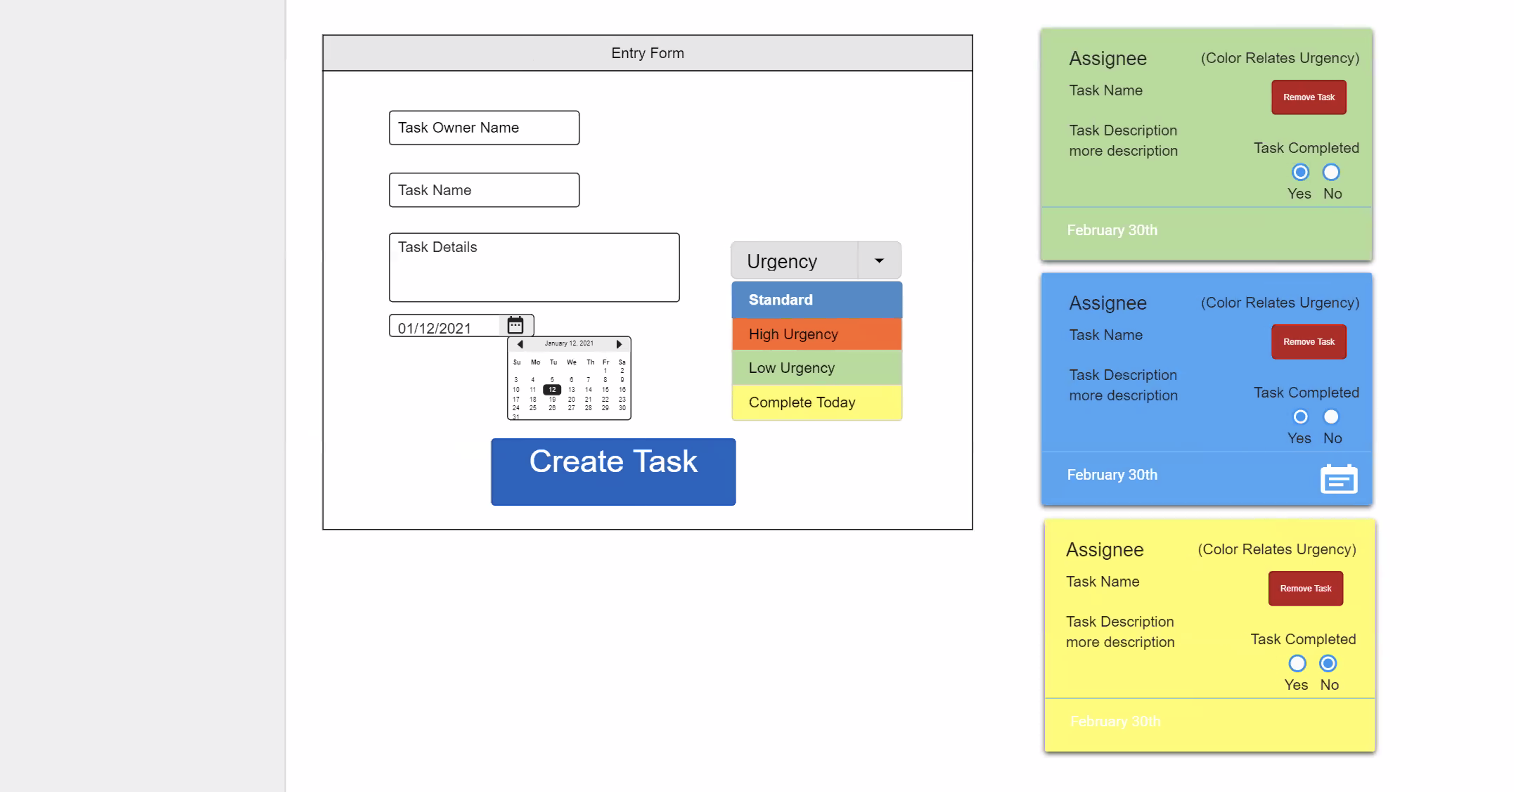 Entry Form
Task Owner Name
Task Name
Task Details
01/12/2021
January 12, 2021
Su Mo Tu We Th Fr Sa
1 2
3 4 5 6 7 8 9
10 11 12 13 14 15 16
17 18 19 20 21 22 23
24 25 26 27 28 29 30
31
Urgency
Standard
High Urgency
Low Urgency
Complete Today
Create Task
Assignee (Color Relates Urgency)
Task Name
Remove Task
Task Description
more description
Task Completed
Yes No
February 30th
Assignee (Color Relates Urgency)
Task Name
Remove Task
Task Description
more description
Task Completed
Yes No
February 30th
Assignee (Color Relates Urgency)
Task Name
Remove Task
Task Description
more description
Task Completed
Yes No
February 30th